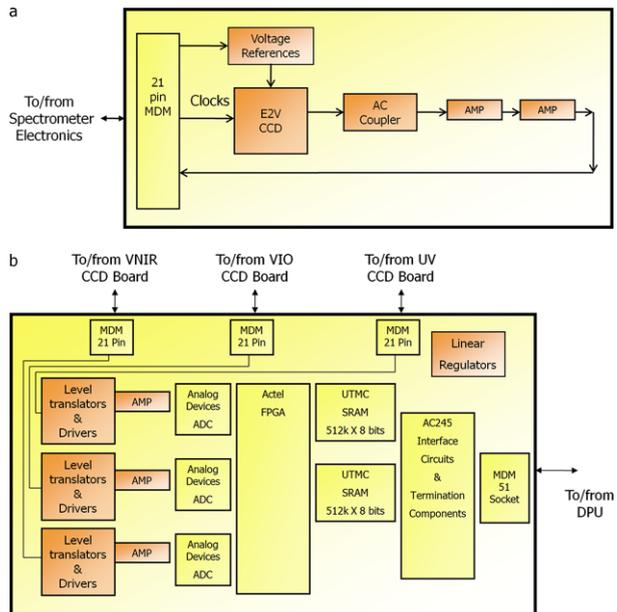 a
Voltage
References
21
pin
MDM
To/from
Spectrometer
Electronics
Clocks
E2V
CCD
AC
Coupler
AMP
AMP
b
To/from VNIR
CCD Board
To/from VIO
CCD Board
To/from UV
CCD Board
MDM
21 Pin
MDM
21 Pin
MDM
21 Pin
Linear
Regulators
Level
translators
&
Drivers
AMP
Analog
Devices
ADC
Level
translators
&
Drivers
AMP
Analog
Devices
ADC
Level
translators
&
Drivers
AMP
Analog
Devices
ADC
Actel
FPGA
UTMC
SRAM
512k X 8 bits
UTMC
SRAM
512k X 8 bits
AC245
Interface
Circuits
&
Termination
Components
MDM
51
Socket
To/from
DPU